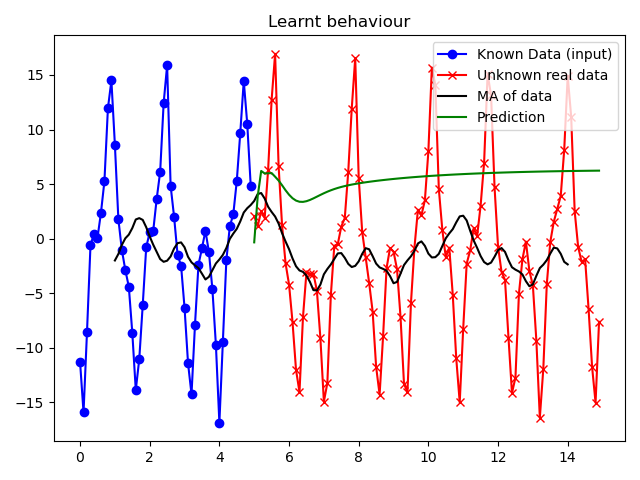 Learnt behaviour
Known Data (input)
Unknown real data
MA of data
Prediction
15
10
5
0
−5
−10
−15
0 2 4 6 8 10 12 14